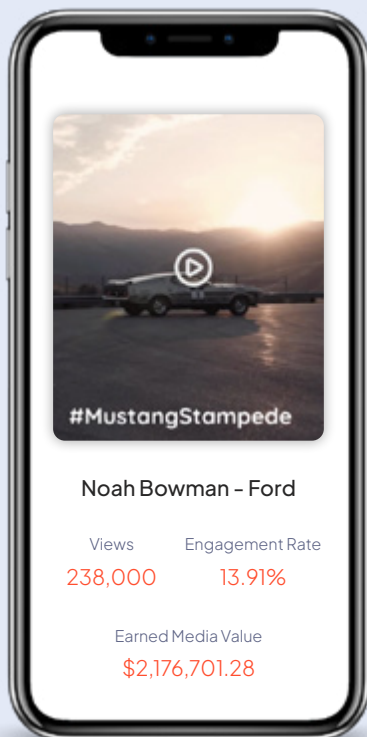 #MustangStampede
Noah Bowman - Ford
Views
Engagement Rate
238,000
13.91%
Earned Media Value
$2,176,701.28